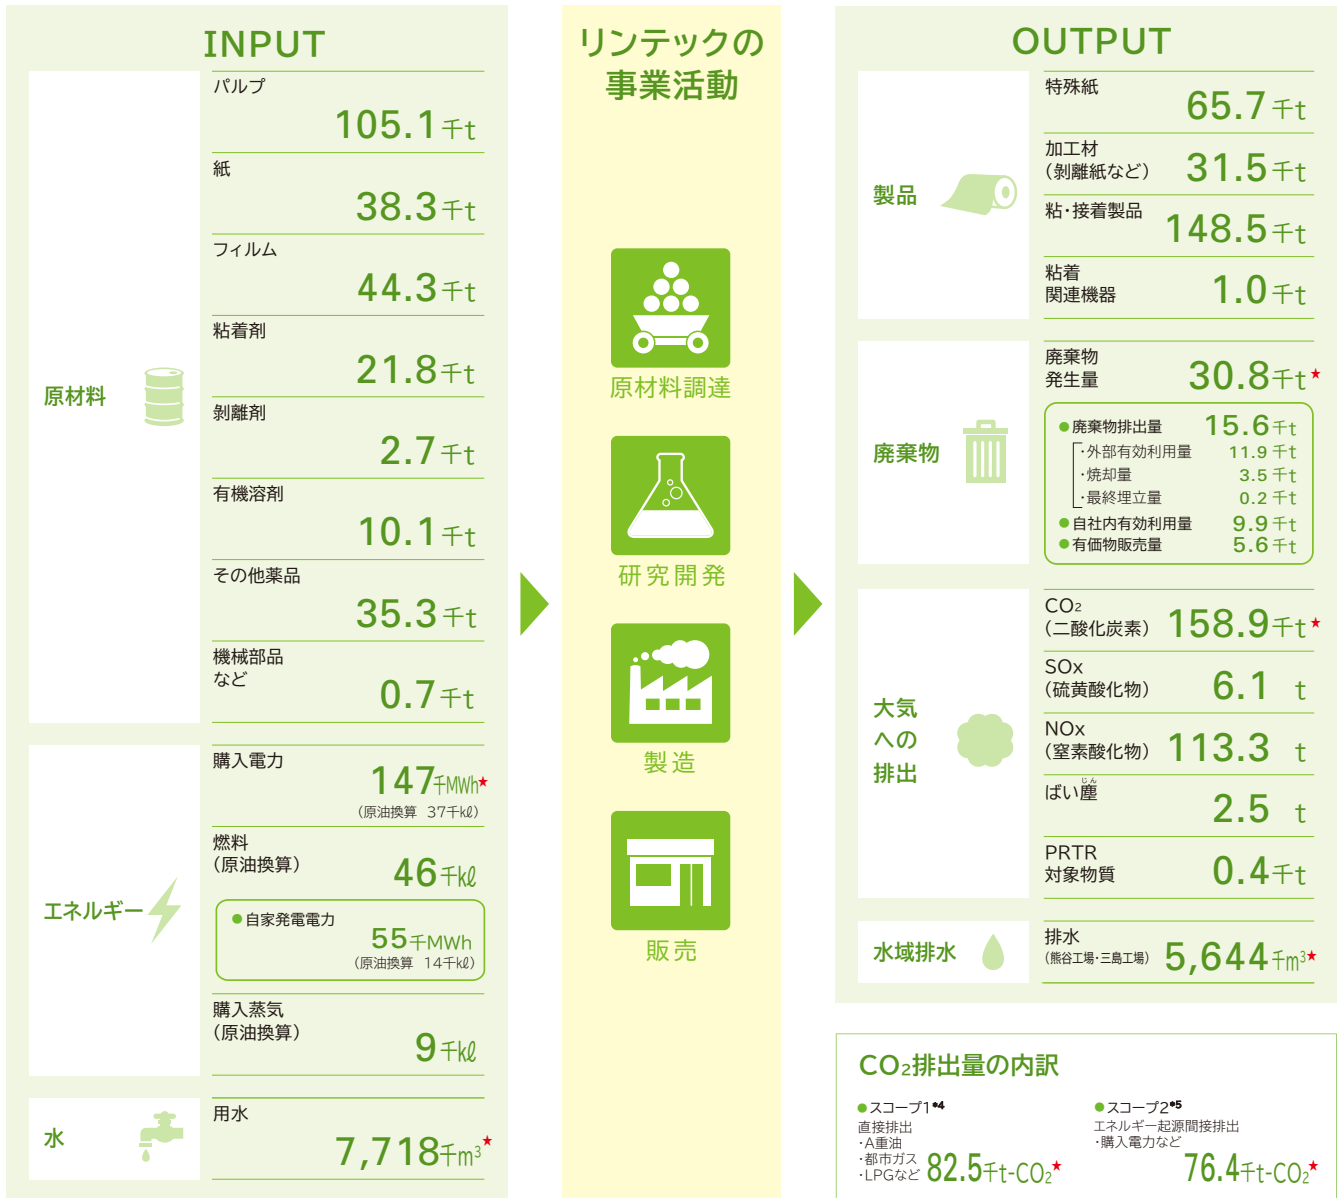 INPUT
原材料
パルプ
105.1千t
紙
38.3千t
フィルム
44.3千t
粘着剤
21.8千t
剝離剤
2.7千t
有機溶剤
10.1千t
その他薬品
35.3千t
機械部品
など
0.7千t
エネルギー
購入電力
147千MWh★
(原油換算 37千kℓ)
燃料
(原油換算)
46千kℓ
●自家発電電力
55千MWh
(原油換算 14千kℓ)
購入蒸気
(原油換算)
9千kℓ
水
用水
7,718千m³★
リンテックの
事業活動
原材料調達
研究開発
製造
販売
OUTPUT
製品
特殊紙
65.7千t
加工材
(剝離紙など)
31.5千t
粘・接着製品
148.5千t
粘着
関連機器
1.0千t
廃棄物
廃棄物
発生量
30.8千t★
●廃棄物排出量 15.6千t
・外部有効利用量 11.9千t
・焼却量 3.5千t
・最終埋立量 0.2千t
●自社内有効利用量 9.9千t
●有価物販売量 5.6千t
大気
への
排出
CO₂
(二酸化炭素)
158.9千t★
SOx
(硫黄酸化物)
6.1 t
NOx
(窒素酸化物)
113.3 t
じん
ばい塵
2.5 t
PRTR
対象物質
0.4千t
水域排水
排水
(熊谷工場・三島工場)
5,644千m³★
CO₂排出量の内訳
●スコープ1*4
直接排出
・A重油
・都市ガス
・LPGなど
82.5千t-CO₂★
●スコープ2*5
エネルギー起源間接排出
・購入電力など
76.4千t-CO₂★